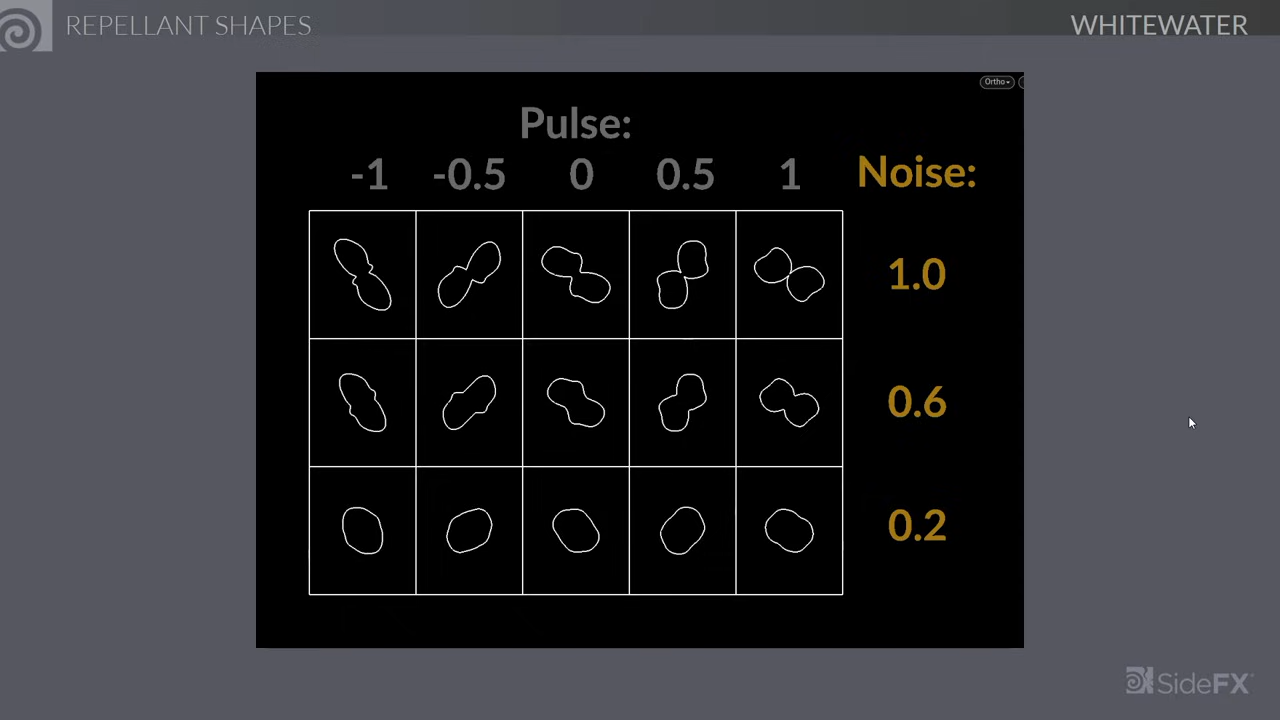 REPELLANT SHAPES
WHITEWATER
Ortho
Pulse:
-1 -0.5 0 0.5 1
Noise:
1.0
0.6
0.2
SideFX